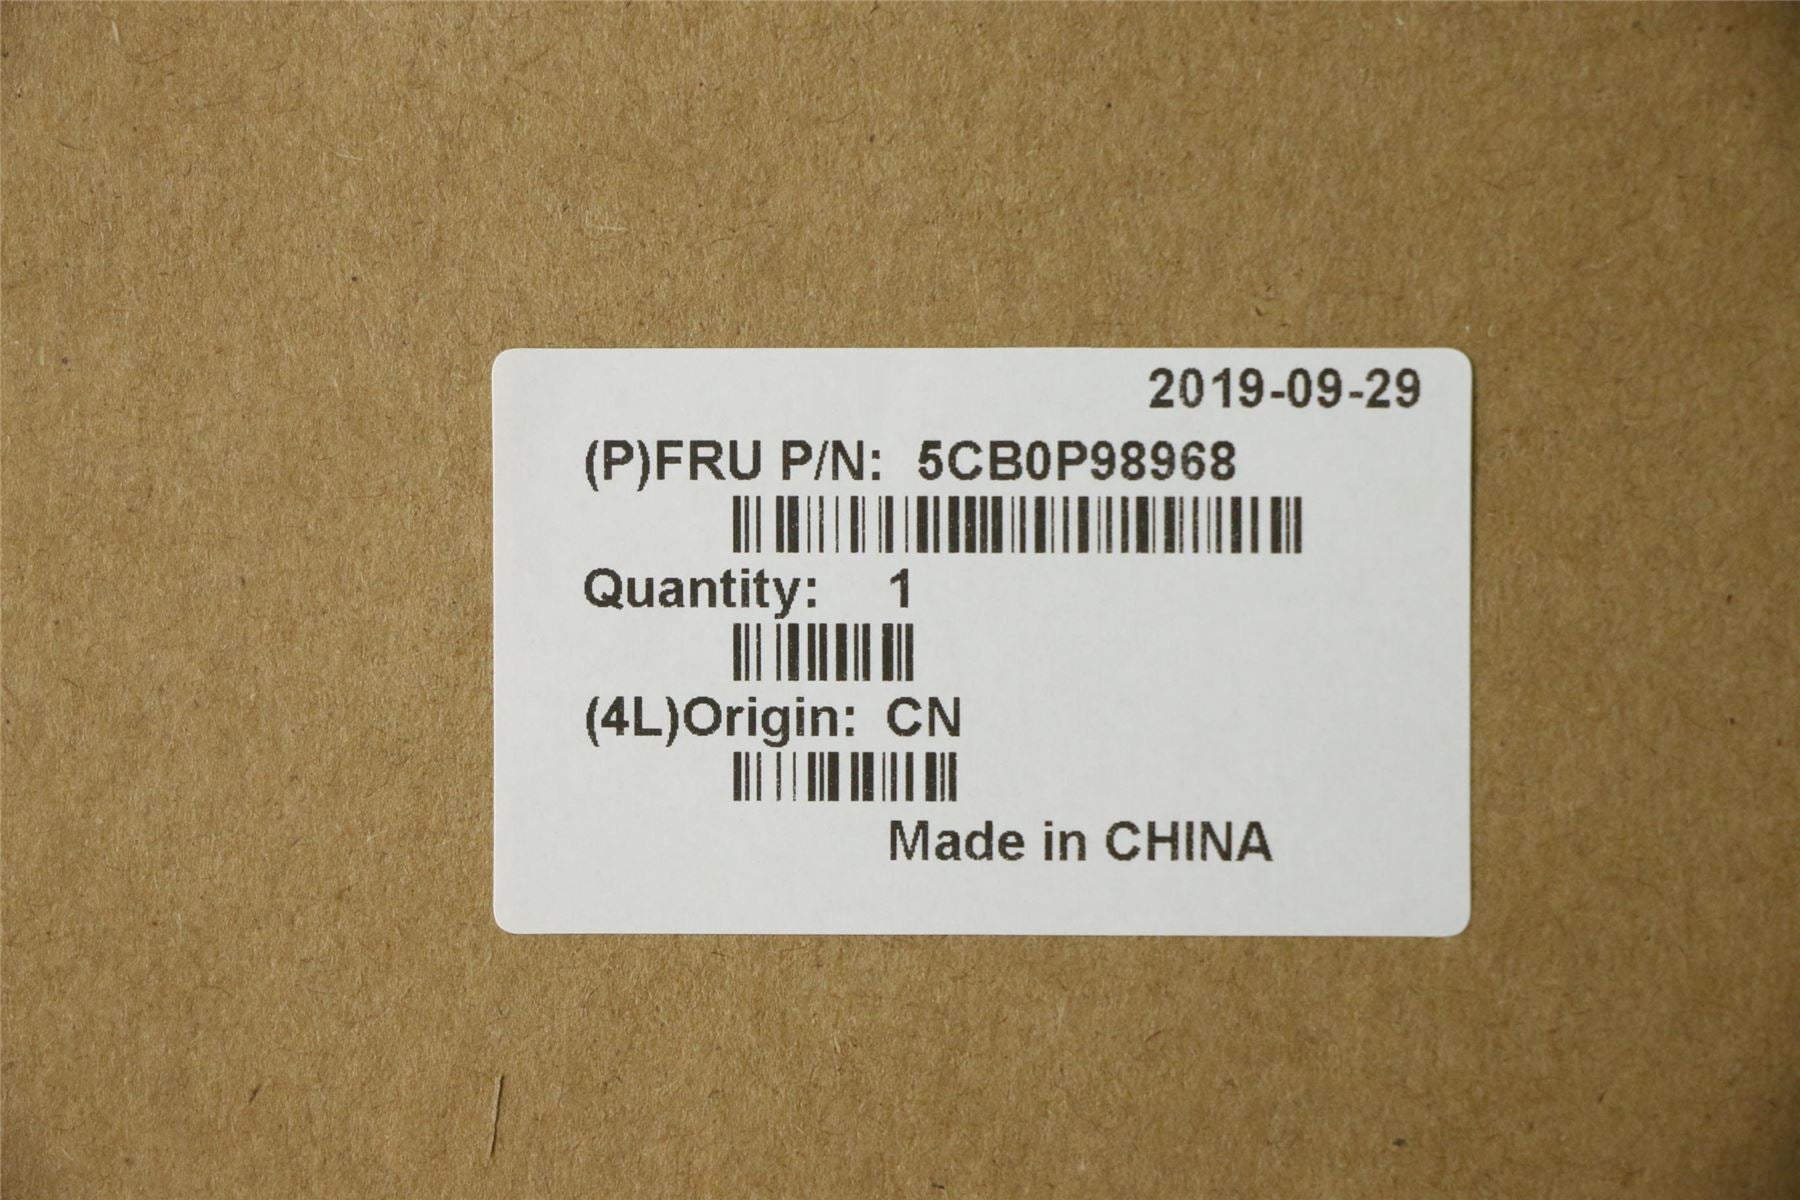 2019-09-29
(P)FRU P/N: 5CB0P98968
Quantity: 1
(4L)Origin: CN
Made in CHINA